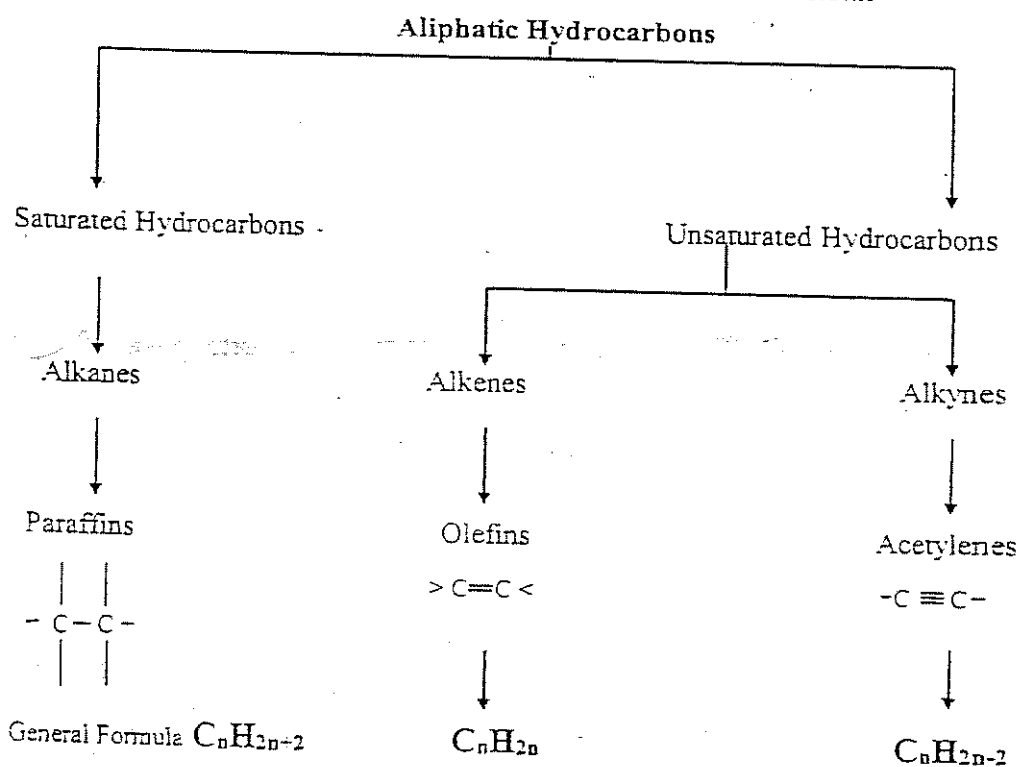 Aliphatic Hydrocarbons
Saturated Hydrocarbons
Unsaturated Hydrocarbons
Alkanes
Alkenes
Alkynes
Paraffins
Olefins
Acetylenes
> C=C <
-C≡C-
-C-C-
General Formula CₙH₂ₙ₊₂
CₙH₂ₙ
CₙH₂ₙ₋₂